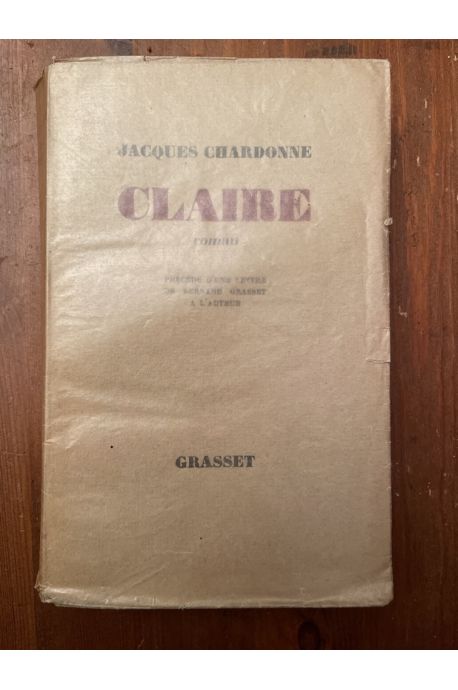 JACQUES CHARDONNE
CLAIRE
roman
PRÉCÉDÉ D'UNE LETTRE
DE BERNARD GRASSET
A L'AUTEUR
GRASSET